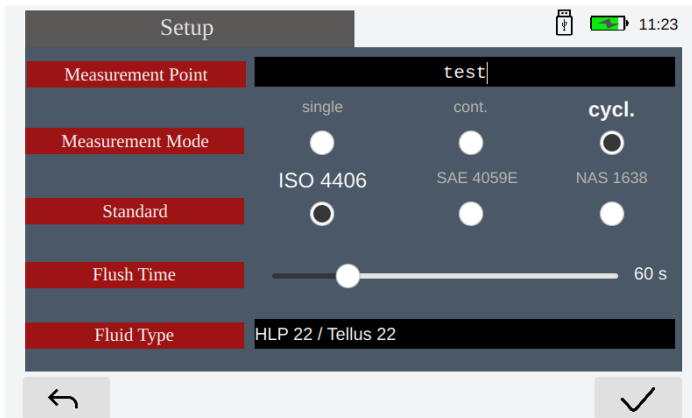 Setup
11:23
Measurement Point
test
single
cont.
cycl.
Measurement Mode
ISO 4406
SAE 4059E
NAS 1638
Standard
Flush Time
60 s
Fluid Type
HLP 22 / Tellus 22